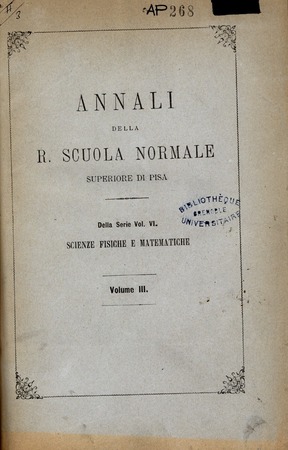 AP 268
3
ANNALI
DELLA
R. SCUOLA NORMALE
SUPERIORE DI PISA
Della Serie Vol. VI.
SCIENZE FISICHE E MATEMATICHE
BIBLIOTHÈQUE
GRENOBLE
UNIVERSITAIRE
Volume III.